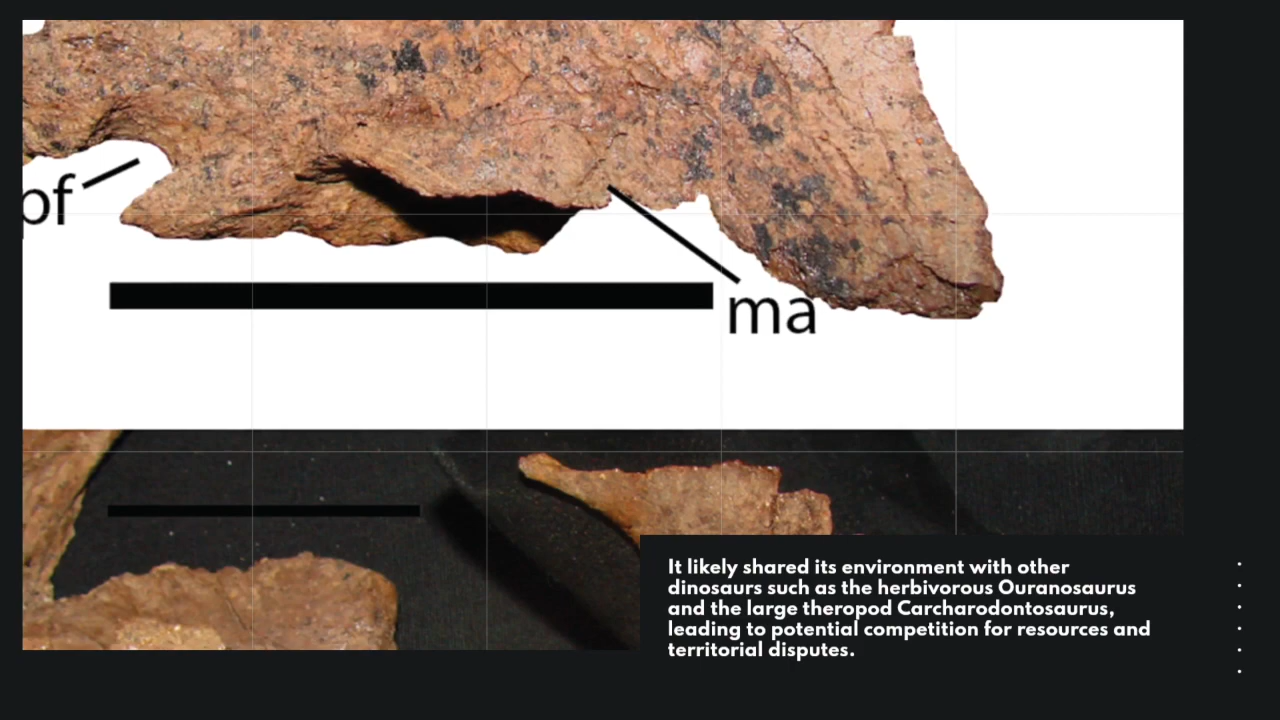 pf
ma
It likely shared its environment with other
dinosaurs such as the herbivorous Ouranosaurus
and the large theropod Carcharodontosaurus,
leading to potential competition for resources and
territorial disputes.